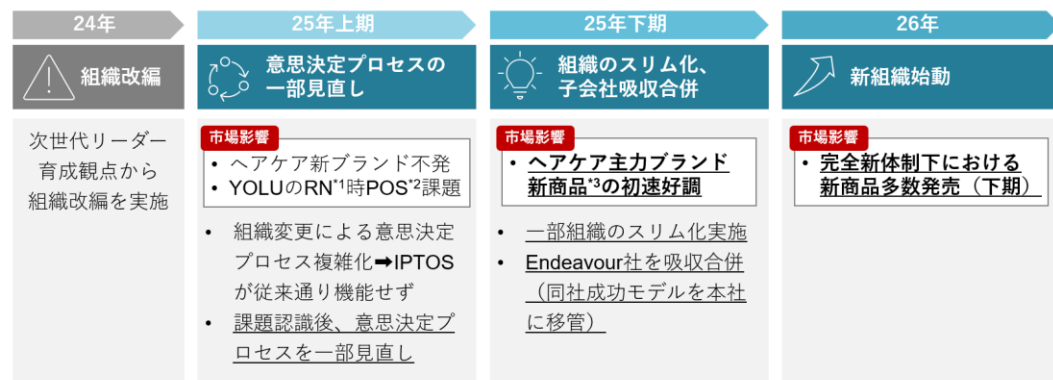 24年
組織改編
次世代リーダー
育成観点から
組織改編を実施
25年上期
意思決定プロセスの
一部見直し
市場影響
• ヘアケア新ブランド不発
• YOLUのRN*1時POS*2課題
• 組織変更による意思決定
プロセス複雑化➡IPTOS
が従来通り機能せず
• 課題認識後、意思決定プ
ロセスを一部見直し
25年下期
組織のスリム化、
子会社吸収合併
市場影響
• ヘアケア主力ブランド
新商品*3の初速好調
• 一部組織のスリム化実施
• Endeavour社を吸収合併
（同社成功モデルを本社
に移管）
26年
新組織始動
市場影響
• 完全新体制下における
新商品多数発売（下期）